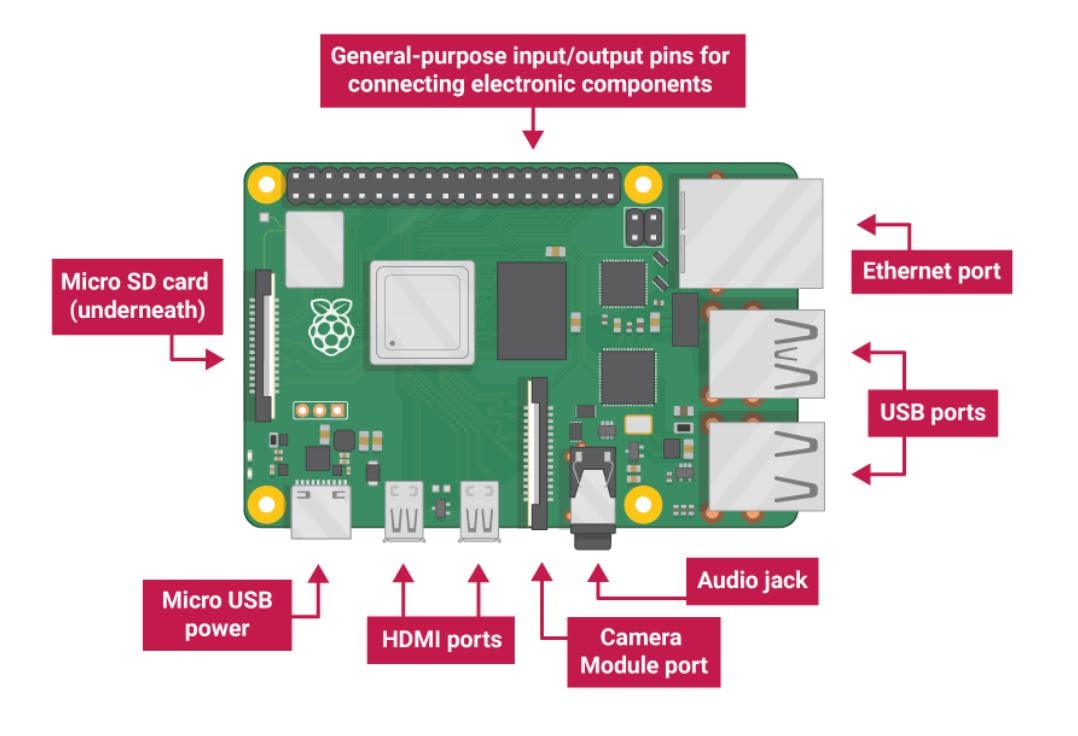 General-purpose input/output pins for
connecting electronic components
Ethernet port
Micro SD card
(underneath)
USB ports
Audio jack
Micro USB
power
HDMI ports
Camera
Module port